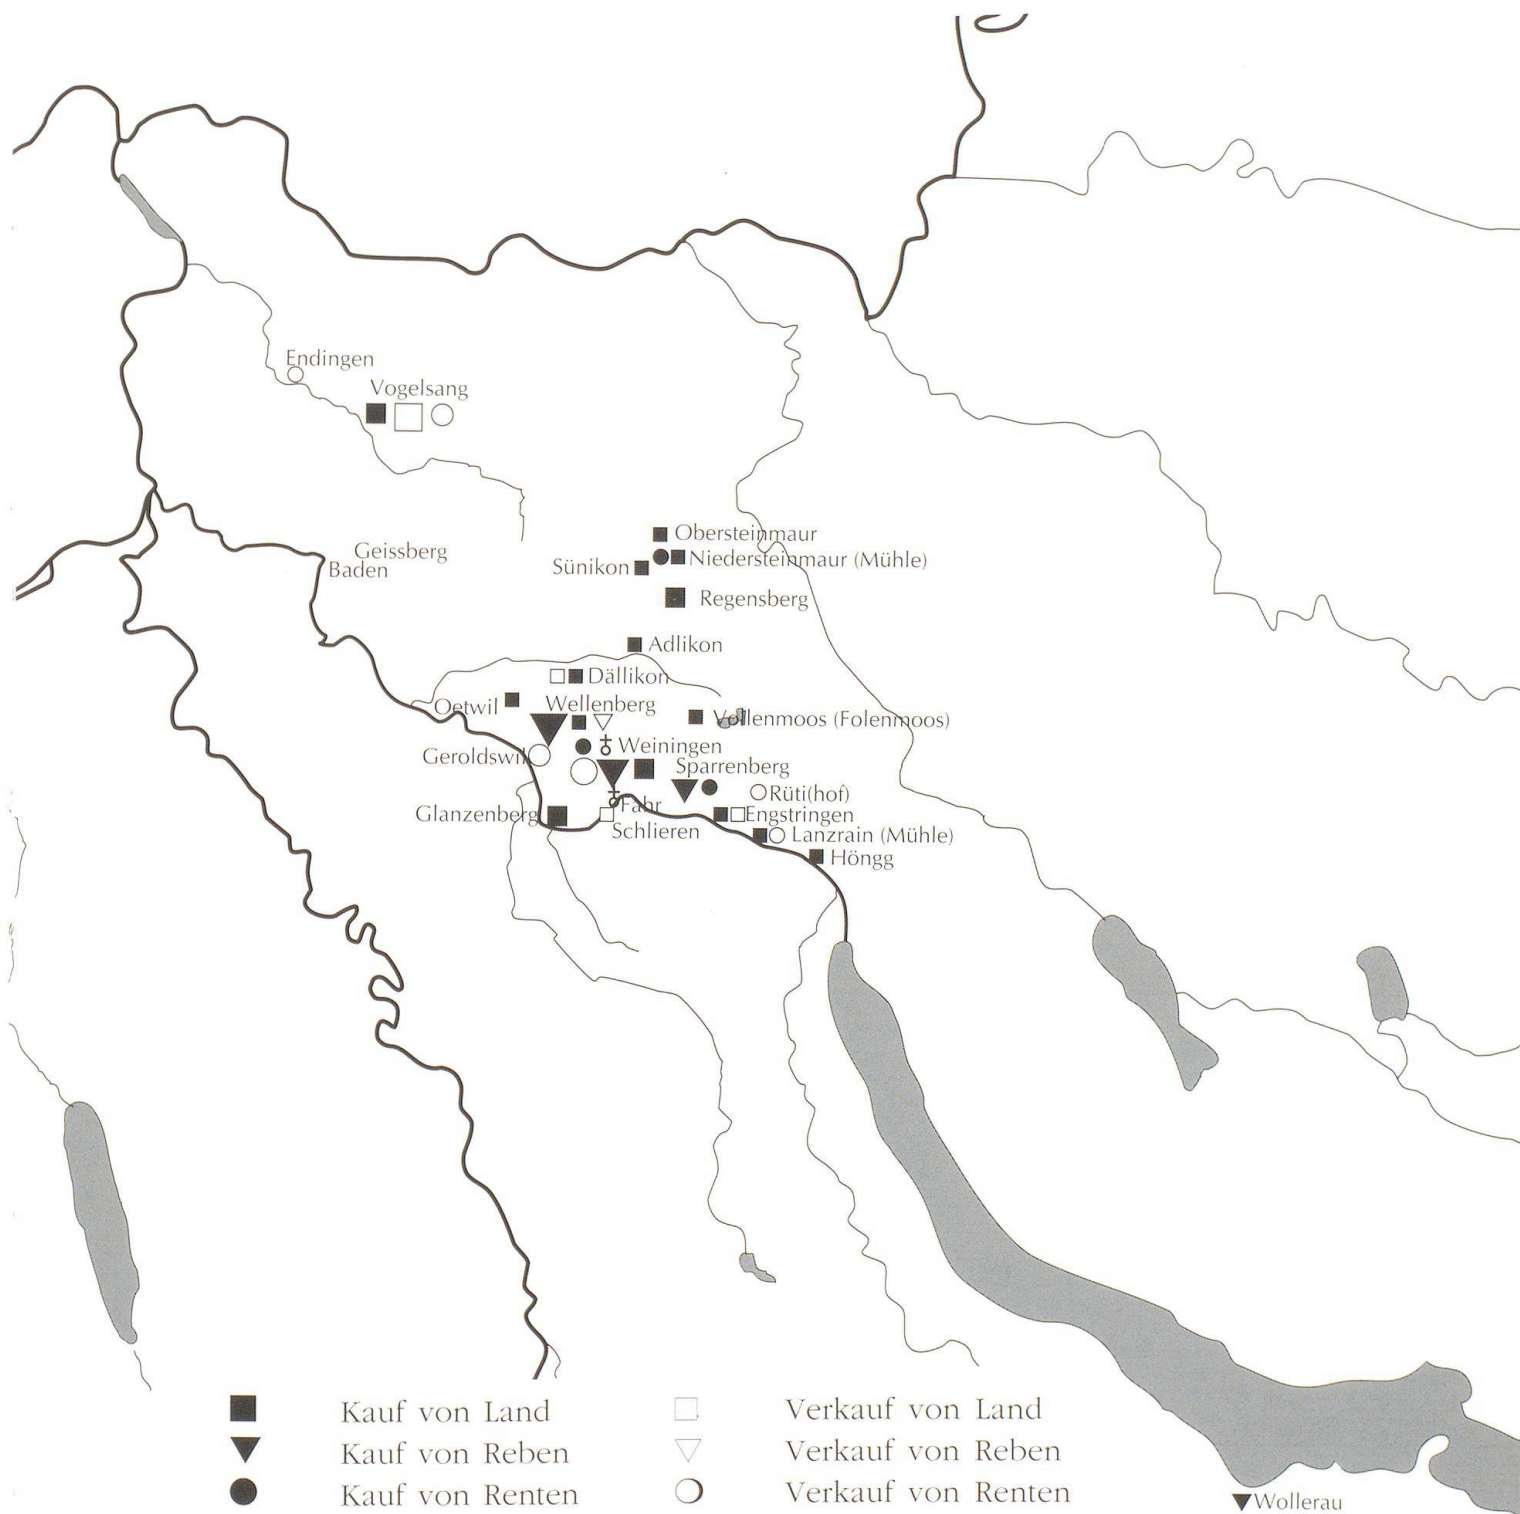 Endingen
Vogelsang
Obersteinmaur
Niedersteinmaur (Mühle)
Sünikon
Geissberg
Baden
Regensberg
Adlikon
Dällikon
Oetwil
Wellenberg
Vollenmoos (Folenmoos)
Weiningen
Geroldswil
Sparrenberg
Rüti(hof)
Fahr
Glanzenberg
Engstringen
Schlieren
Lanzrain (Mühle)
Höngg
Kauf von Land
Verkauf von Land
Kauf von Reben
Verkauf von Reben
Kauf von Renten
Verkauf von Renten
Wollerau